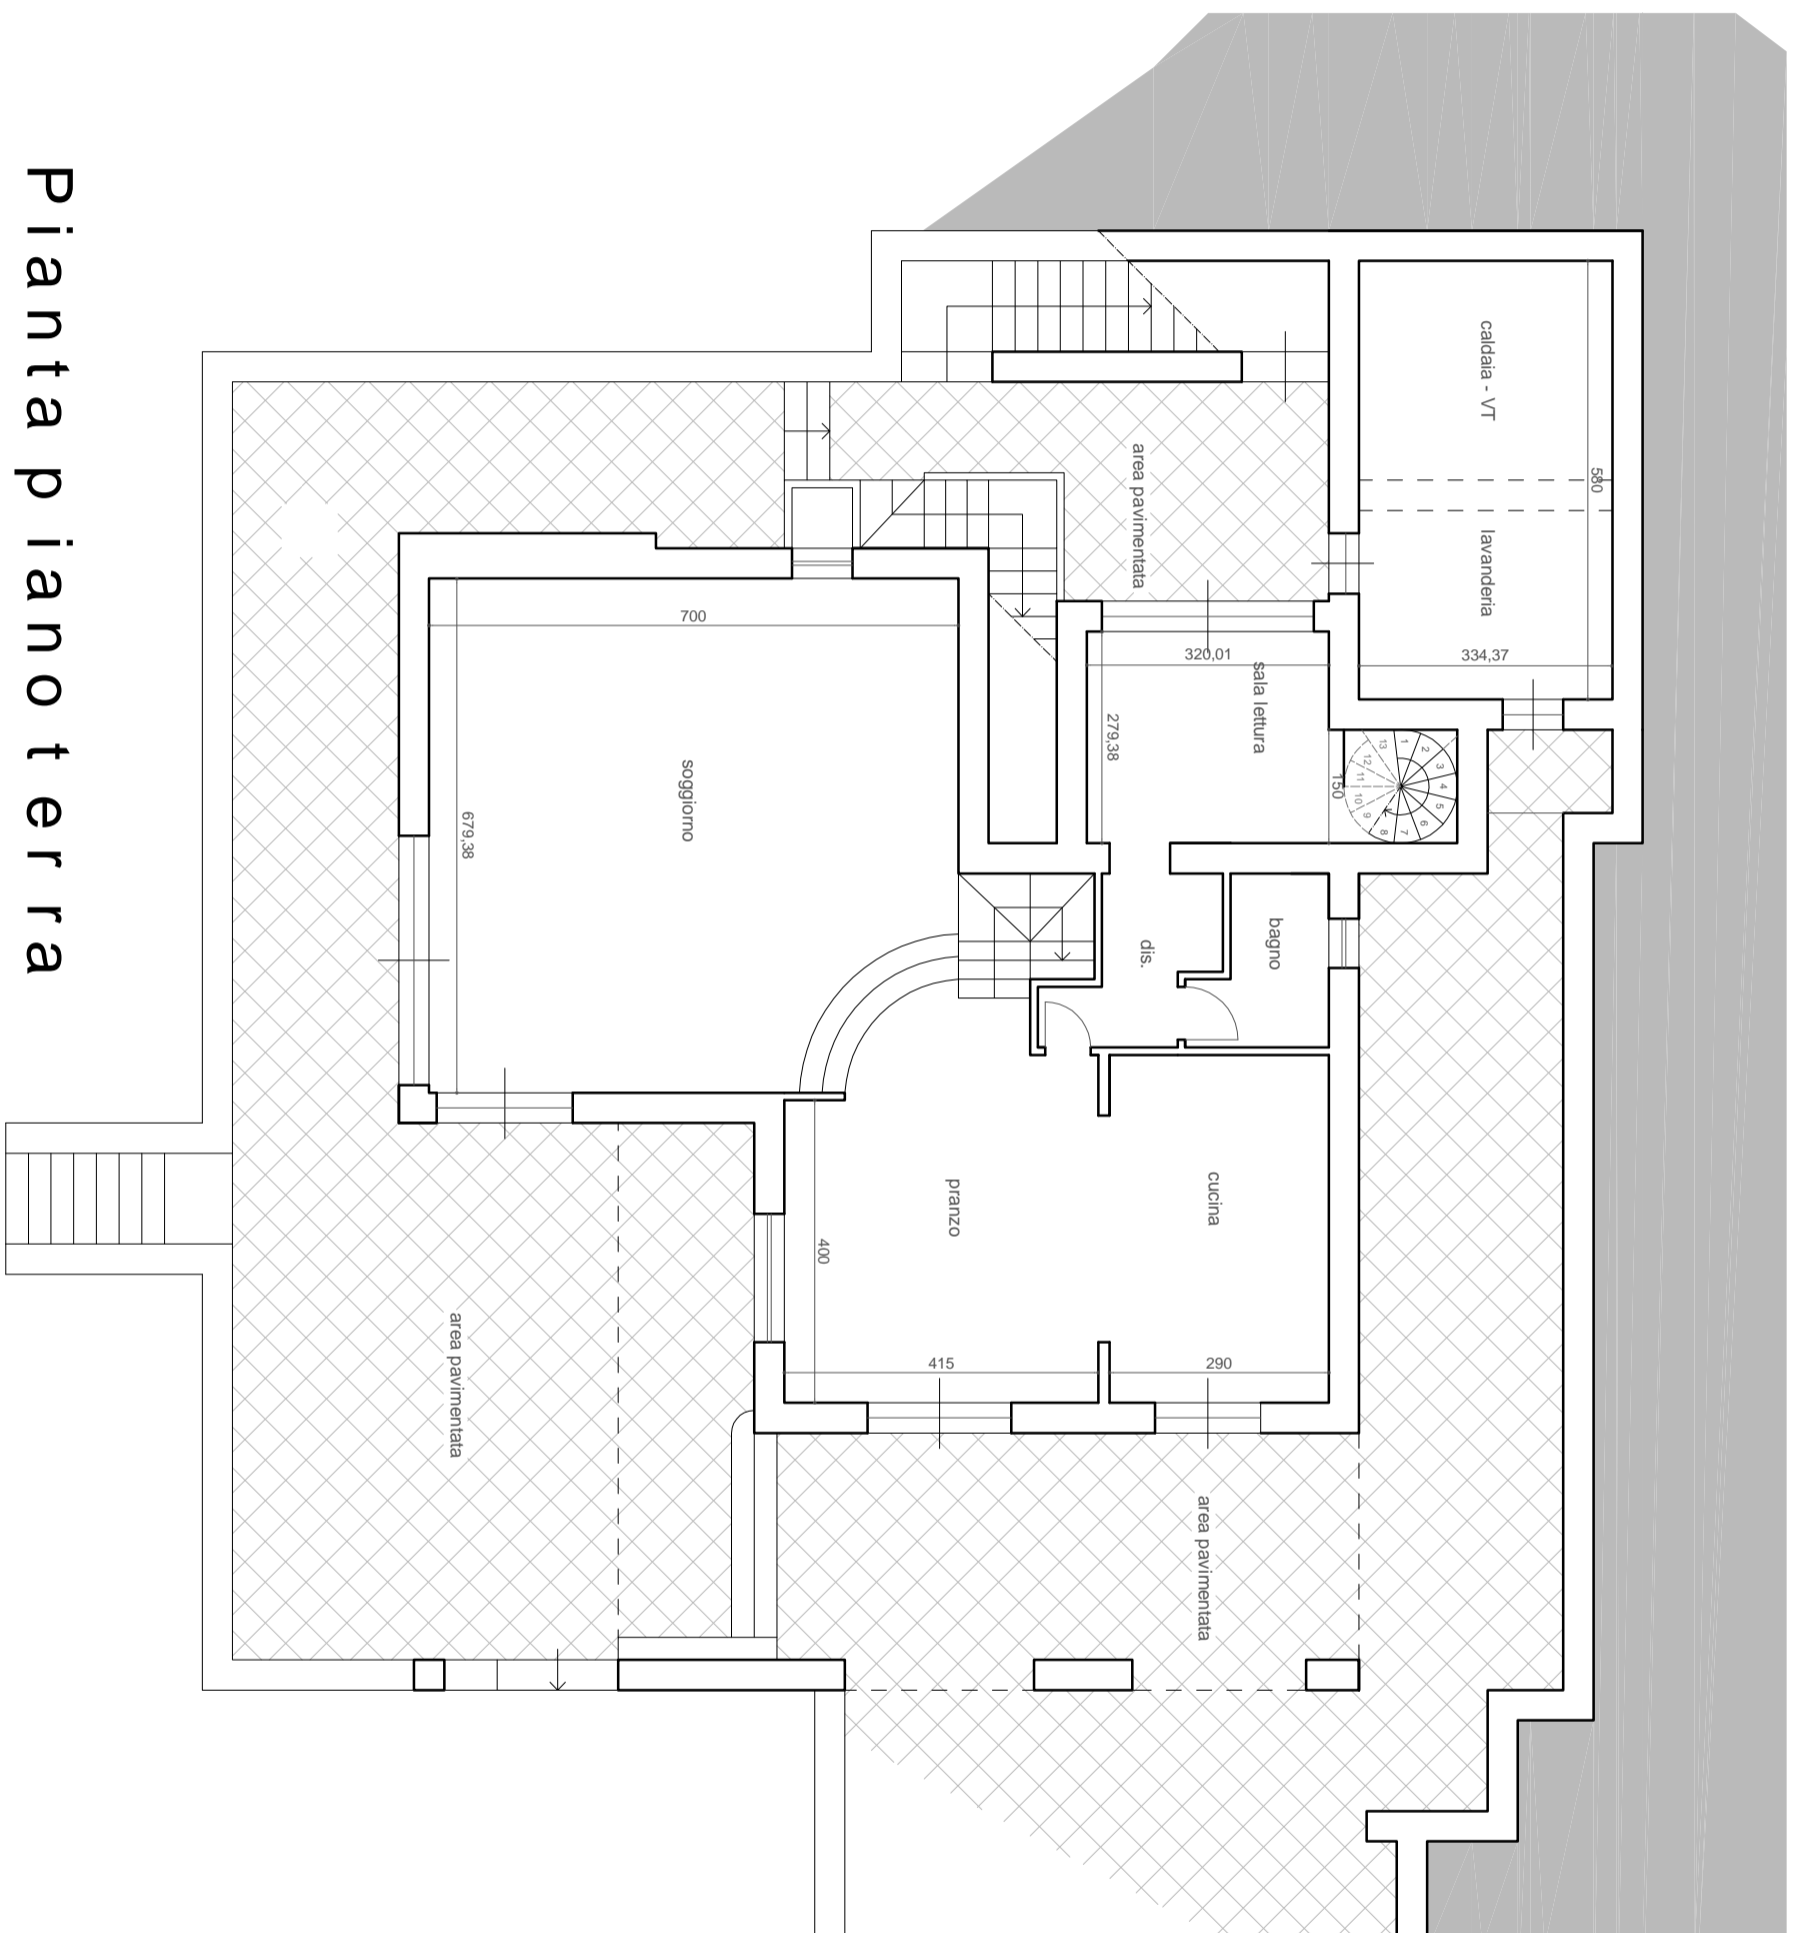 Pianta piano terra
caldaia - VT
580
lavanderia
334,37
area pavimentata
320,01
sala lettura
279,38
150
1
2
3
4
5
6
7
8
9
10
11
12
13
700
soggiorno
679,38
bagno
dis.
cucina
pranzo
400
415
290
area pavimentata
area pavimentata